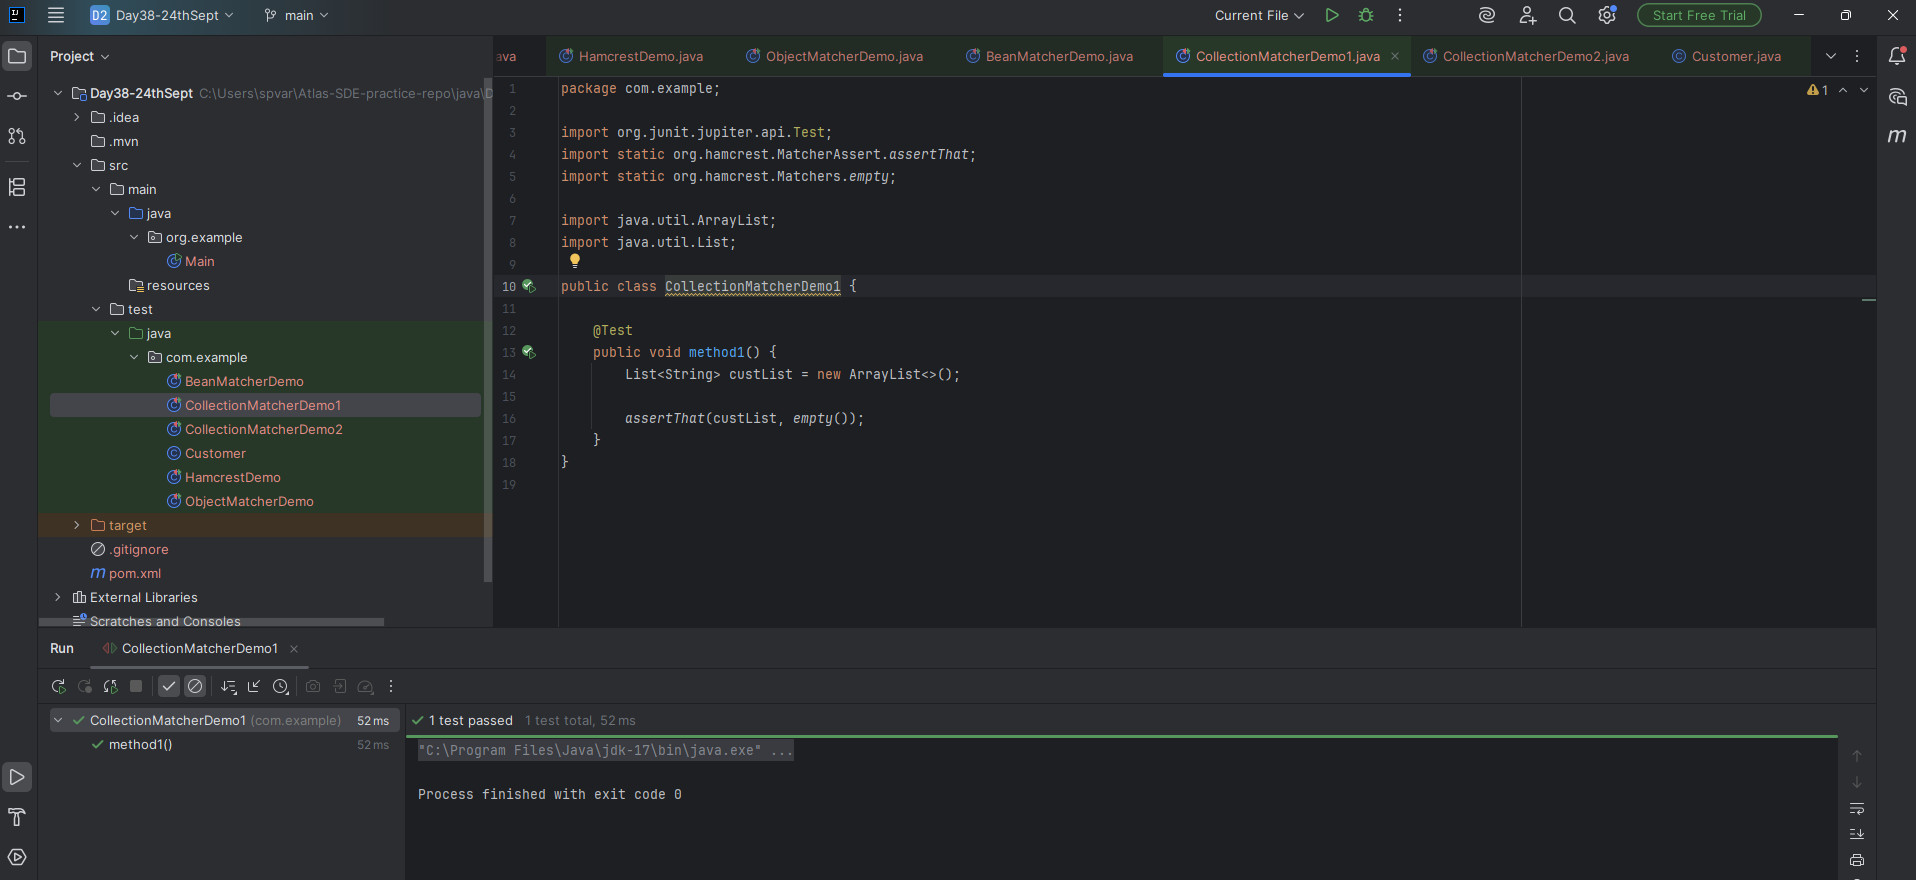 D2 Day38-24thSept main Current File Start Free Trial
Project
ava HamcrestDemo.java ObjectMatcherDemo.java BeanMatcherDemo.java CollectionMatcherDemo1.java CollectionMatcherDemo2.java Customer.java
Day38-24thSept C:\Users\spvar\Atlas-SDE-practice-repo\java\D
.idea
.mvn
src
main
java
org.example
Main
resources
test
java
com.example
BeanMatcherDemo
CollectionMatcherDemo1
CollectionMatcherDemo2
Customer
HamcrestDemo
ObjectMatcherDemo
target
.gitignore
m pom.xml
External Libraries
Scratches and Consoles
1 package com.example;
2
3 import org.junit.jupiter.api.Test;
4 import static org.hamcrest.MatcherAssert.assertThat;
5 import static org.hamcrest.Matchers.empty;
6
7 import java.util.ArrayList;
8 import java.util.List;
9
10 public class CollectionMatcherDemo1 {
11
12 @Test
13 public void method1() {
14 List<String> custList = new ArrayList<>();
15
16 assertThat(custList, empty());
17 }
18 }
19
1
m
Run CollectionMatcherDemo1
CollectionMatcherDemo1 (com.example) 52 ms
method1() 52 ms
1 test passed 1 test total, 52 ms
"C:\Program Files\Java\jdk-17\bin\java.exe" ...
Process finished with exit code 0